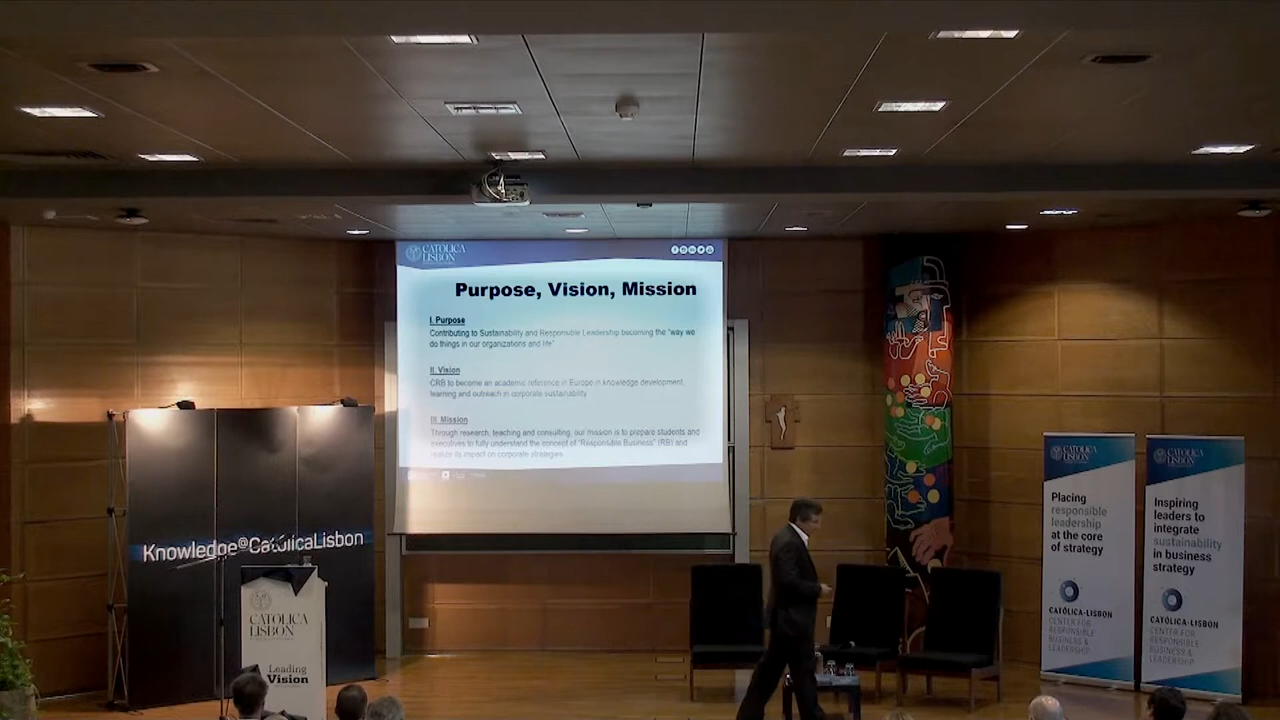 CATÓLICA
LISBON
Purpose, Vision, Mission
I. Purpose
Contributing to Sustainability and Responsible Leadership becoming the "way we
do things in our organizations and life"
II. Vision
CRB to become an academic reference in Europe in knowledge development,
learning and outreach in corporate sustainability
III. Mission
Through research, teaching and consulting, our mission is to prepare students and
executives to fully understand the concept of "Responsible Business" (RB) and
realize its impact on corporate strategies
Knowledge@CatólicaLisbon
CATÓLICA
LISBON
Leading
Vision
CATÓLICA
LISBON
Placing
responsible
leadership
at the core
of strategy
CATÓLICA-LISBON
CENTER FOR
RESPONSIBLE
BUSINESS &
LEADERSHIP
CATÓLICA
LISBON
Inspiring
leaders to
integrate
sustainability
in business
strategy
CATÓLICA-LISBON
CENTER FOR
RESPONSIBLE
BUSINESS &
LEADERSHIP